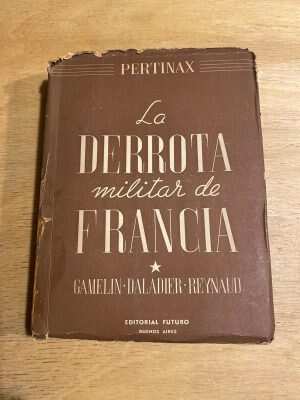 PERTINAX
La
DERROTA
militar de
FRANCIA
GAMELIN · DALADIER · REYNAUD
EDITORIAL FUTURO
BUENOS AIRES